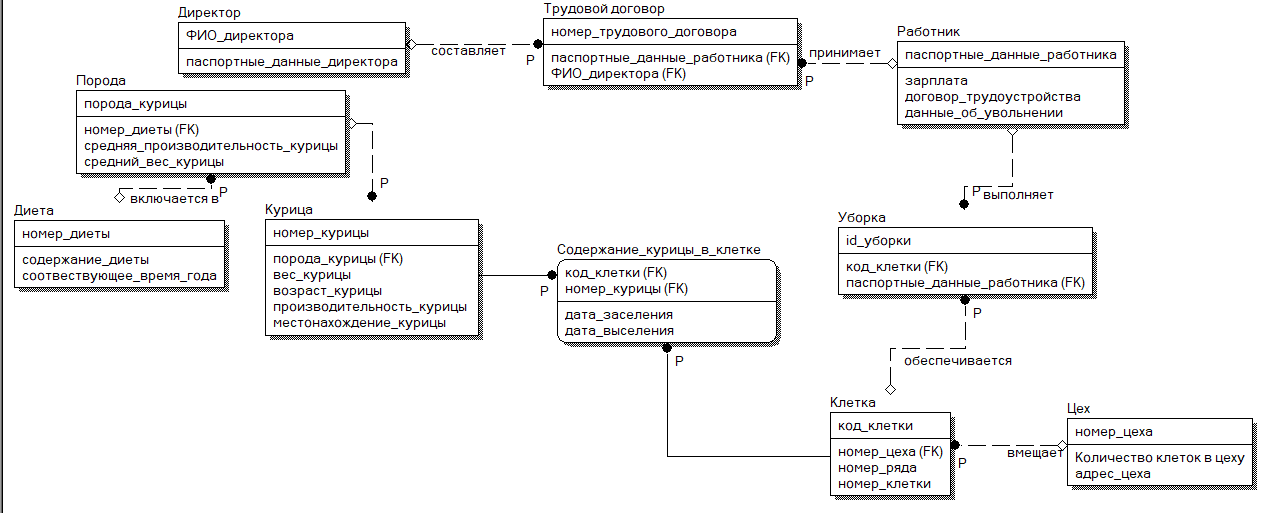 Директор
ФИО_директора
паспортные_данные_директора
составляет
P
Трудовой договор
номер_трудового_договора
паспортные_данные_работника (FK)
ФИО_директора (FK)
принимает
P
Работник
паспортные_данные_работника
зарплата
договор_трудоустройства
данные_об_увольнении
Порода
порода_курицы
номер_диеты (FK)
средняя_производительность_курицы
средний_вес_курицы
P
включается в
P
P
выполняет
Диета
номер_диеты
содержание_диеты
соотвествующее_время_года
Курица
номер_курицы
порода_курицы (FK)
вес_курицы
возраст_курицы
производительность_курицы
местонахождение_курицы
P
Содержание_курицы_в_клетке
код_клетки (FK)
номер_курицы (FK)
дата_заселения
дата_выселения
P
Уборка
id_уборки
код_клетки (FK)
паспортные_данные_работника (FK)
P
обеспечивается
Клетка
код_клетки
номер_цеха (FK)
номер_ряда
номер_клетки
P
вмещает
Цех
номер_цеха
Количество клеток в цеху
адрес_цеха